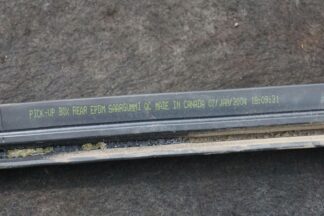 PICK-UP BOX REAR EPDM SAARGUMMI QC MADE IN CANADA 07/JAN/2004 18:09:31